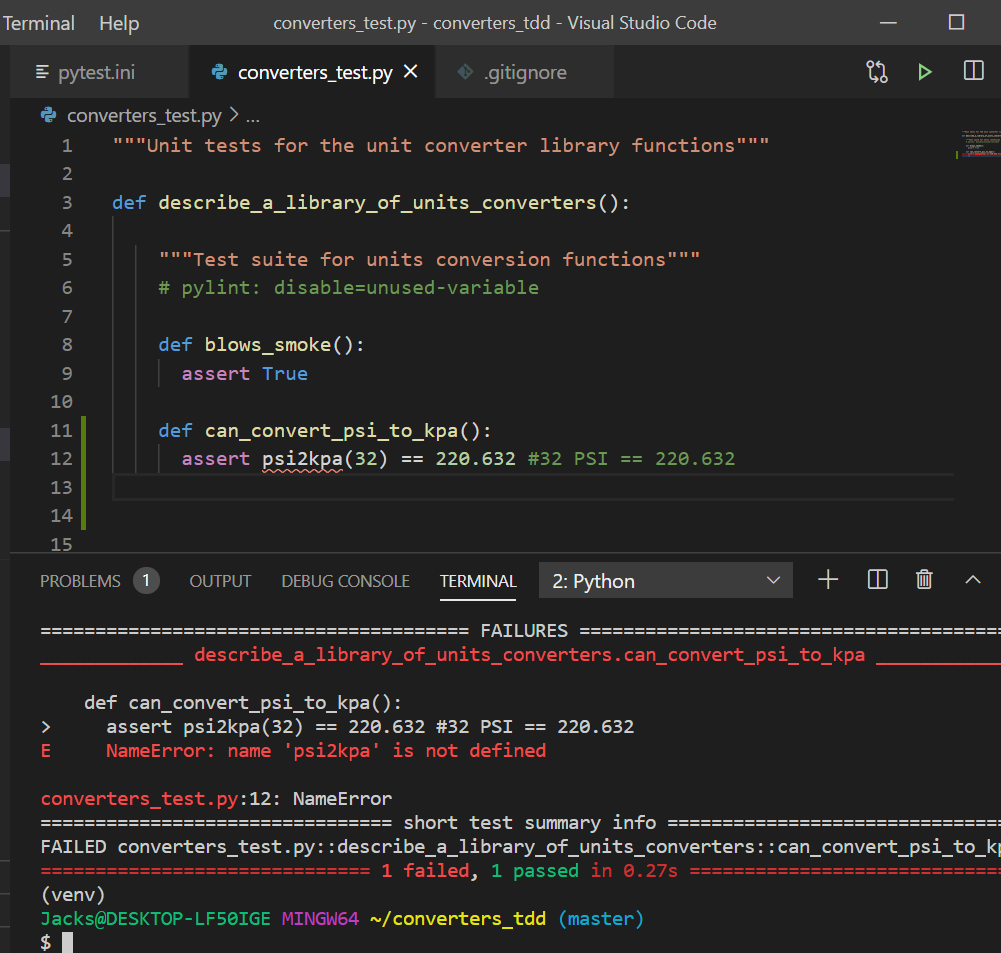 Terminal Help converters_test.py - converters_tdd - Visual Studio Code
pytest.ini converters_test.py .gitignore
converters_test.py > ...
1 """Unit tests for the unit converter library functions"""
2
3 def describe_a_library_of_units_converters():
4
5 """Test suite for units conversion functions"""
6 # pylint: disable=unused-variable
7
8 def blows_smoke():
9 assert True
10
11 def can_convert_psi_to_kpa():
12 assert psi2kpa(32) == 220.632 #32 PSI == 220.632
13
14
15
PROBLEMS 1 OUTPUT DEBUG CONSOLE TERMINAL 2: Python
======================================= FAILURES ======================================
_____________ describe_a_library_of_units_converters.can_convert_psi_to_kpa ____________
def can_convert_psi_to_kpa():
> assert psi2kpa(32) == 220.632 #32 PSI == 220.632
E NameError: name 'psi2kpa' is not defined
converters_test.py:12: NameError
================================ short test summary info ===============================
FAILED converters_test.py::describe_a_library_of_units_converters::can_convert_psi_to_kp
============================== 1 failed, 1 passed in 0.27s =============================
(venv)
Jacks@DESKTOP-LF50IGE MINGW64 ~/converters_tdd (master)
$